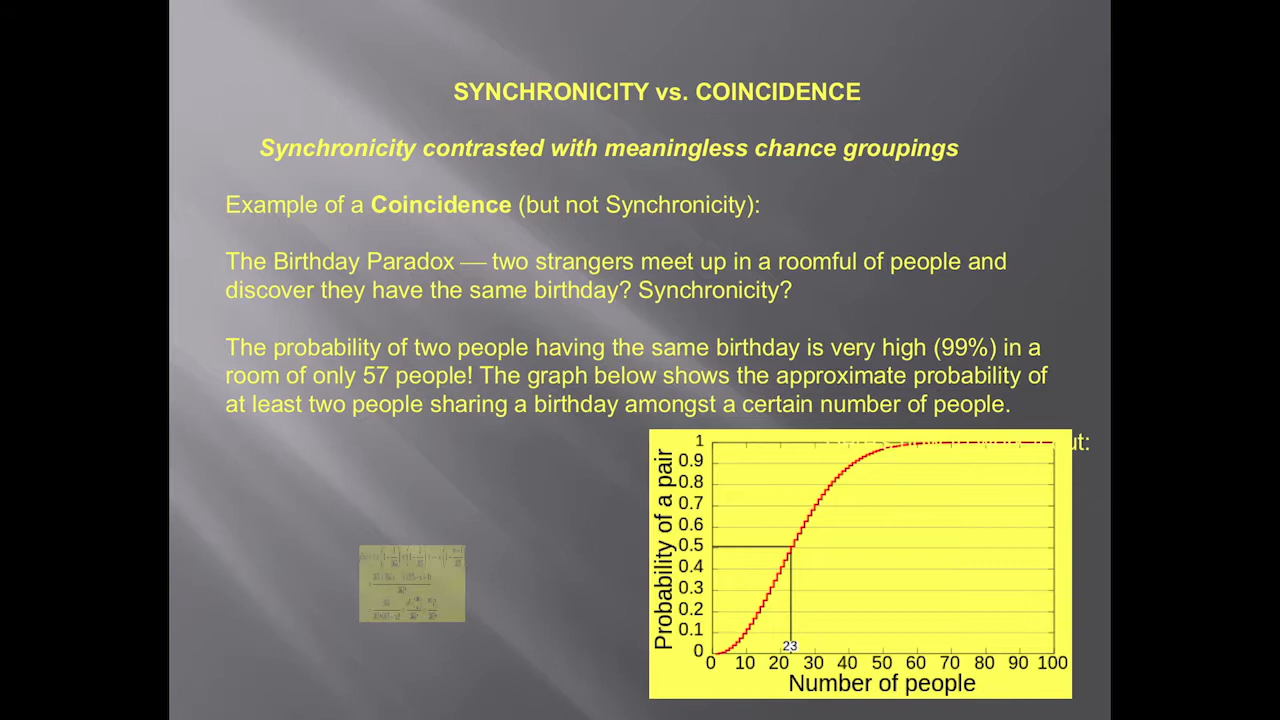 SYNCHRONICITY vs. COINCIDENCE
Synchronicity contrasted with meaningless chance groupings
Example of a Coincidence (but not Synchronicity):
The Birthday Paradox — two strangers meet up in a roomful of people and
discover they have the same birthday? Synchronicity?
The probability of two people having the same birthday is very high (99%) in a
room of only 57 people! The graph below shows the approximate probability of
at least two people sharing a birthday amongst a certain number of people.
Probability of a pair
1
0.9
0.8
0.7
0.6
0.5
0.4
0.3
0.2
0.1
0
23
0 10 20 30 40 50 60 70 80 90 100
Number of people